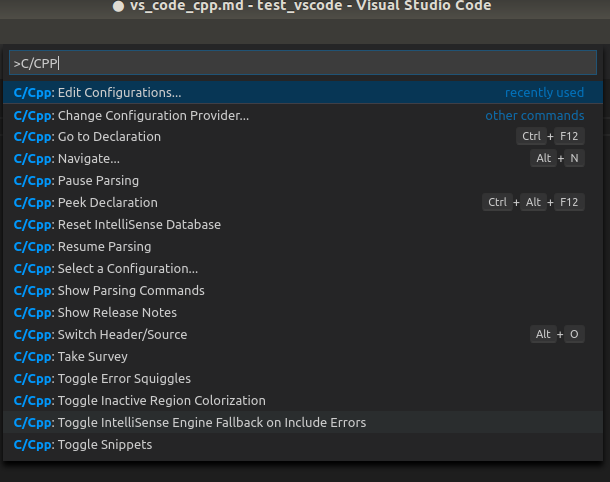 ● vs_code_cpp.md - test_vscode - Visual Studio Code
>C/CPP
C/Cpp: Edit Configurations... recently used
C/Cpp: Change Configuration Provider... other commands
C/Cpp: Go to Declaration Ctrl + F12
C/Cpp: Navigate... Alt + N
C/Cpp: Pause Parsing
C/Cpp: Peek Declaration Ctrl + Alt + F12
C/Cpp: Reset IntelliSense Database
C/Cpp: Resume Parsing
C/Cpp: Select a Configuration...
C/Cpp: Show Parsing Commands
C/Cpp: Show Release Notes
C/Cpp: Switch Header/Source Alt + O
C/Cpp: Take Survey
C/Cpp: Toggle Error Squiggles
C/Cpp: Toggle Inactive Region Colorization
C/Cpp: Toggle IntelliSense Engine Fallback on Include Errors
C/Cpp: Toggle Snippets